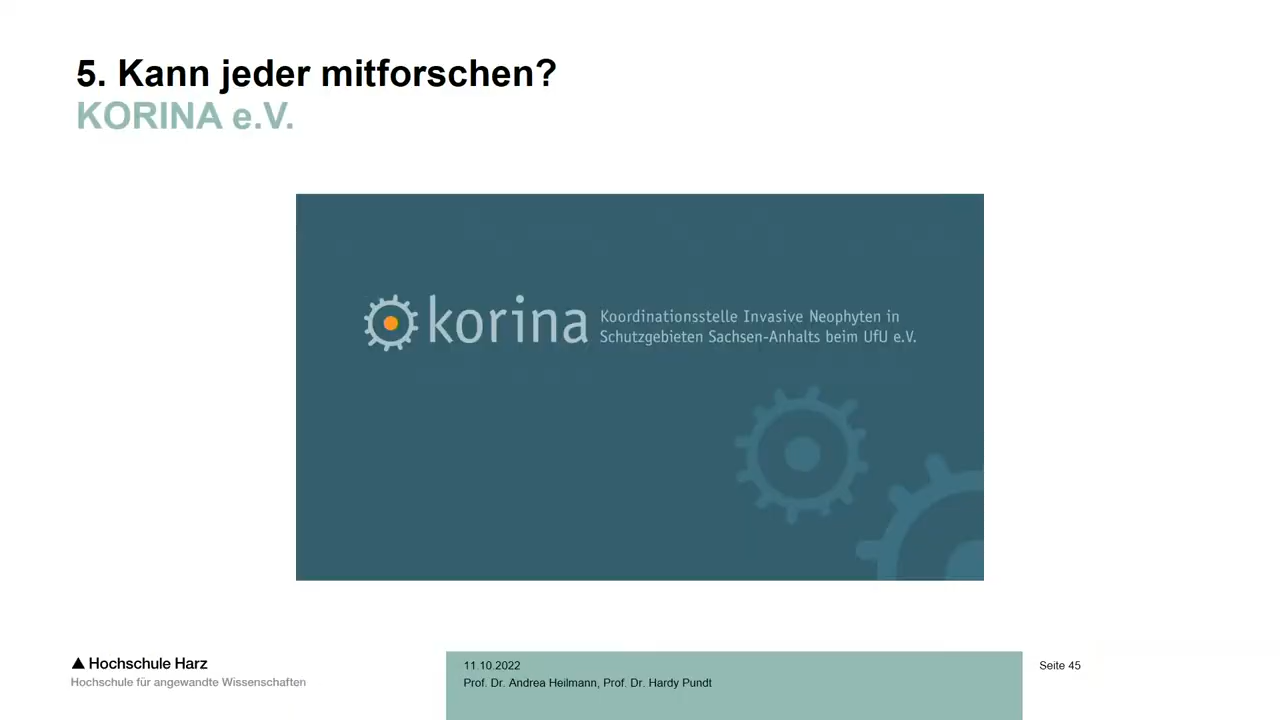 5. Kann jeder mitforschen?
KORINA e.V.
korina
Koordinationsstelle Invasive Neophyten in
Schutzgebieten Sachsen-Anhalts beim UfU e.V.
Hochschule Harz
Hochschule für angewandte Wissenschaften
11.10.2022
Prof. Dr. Andrea Heilmann, Prof. Dr. Hardy Pundt
Seite 45